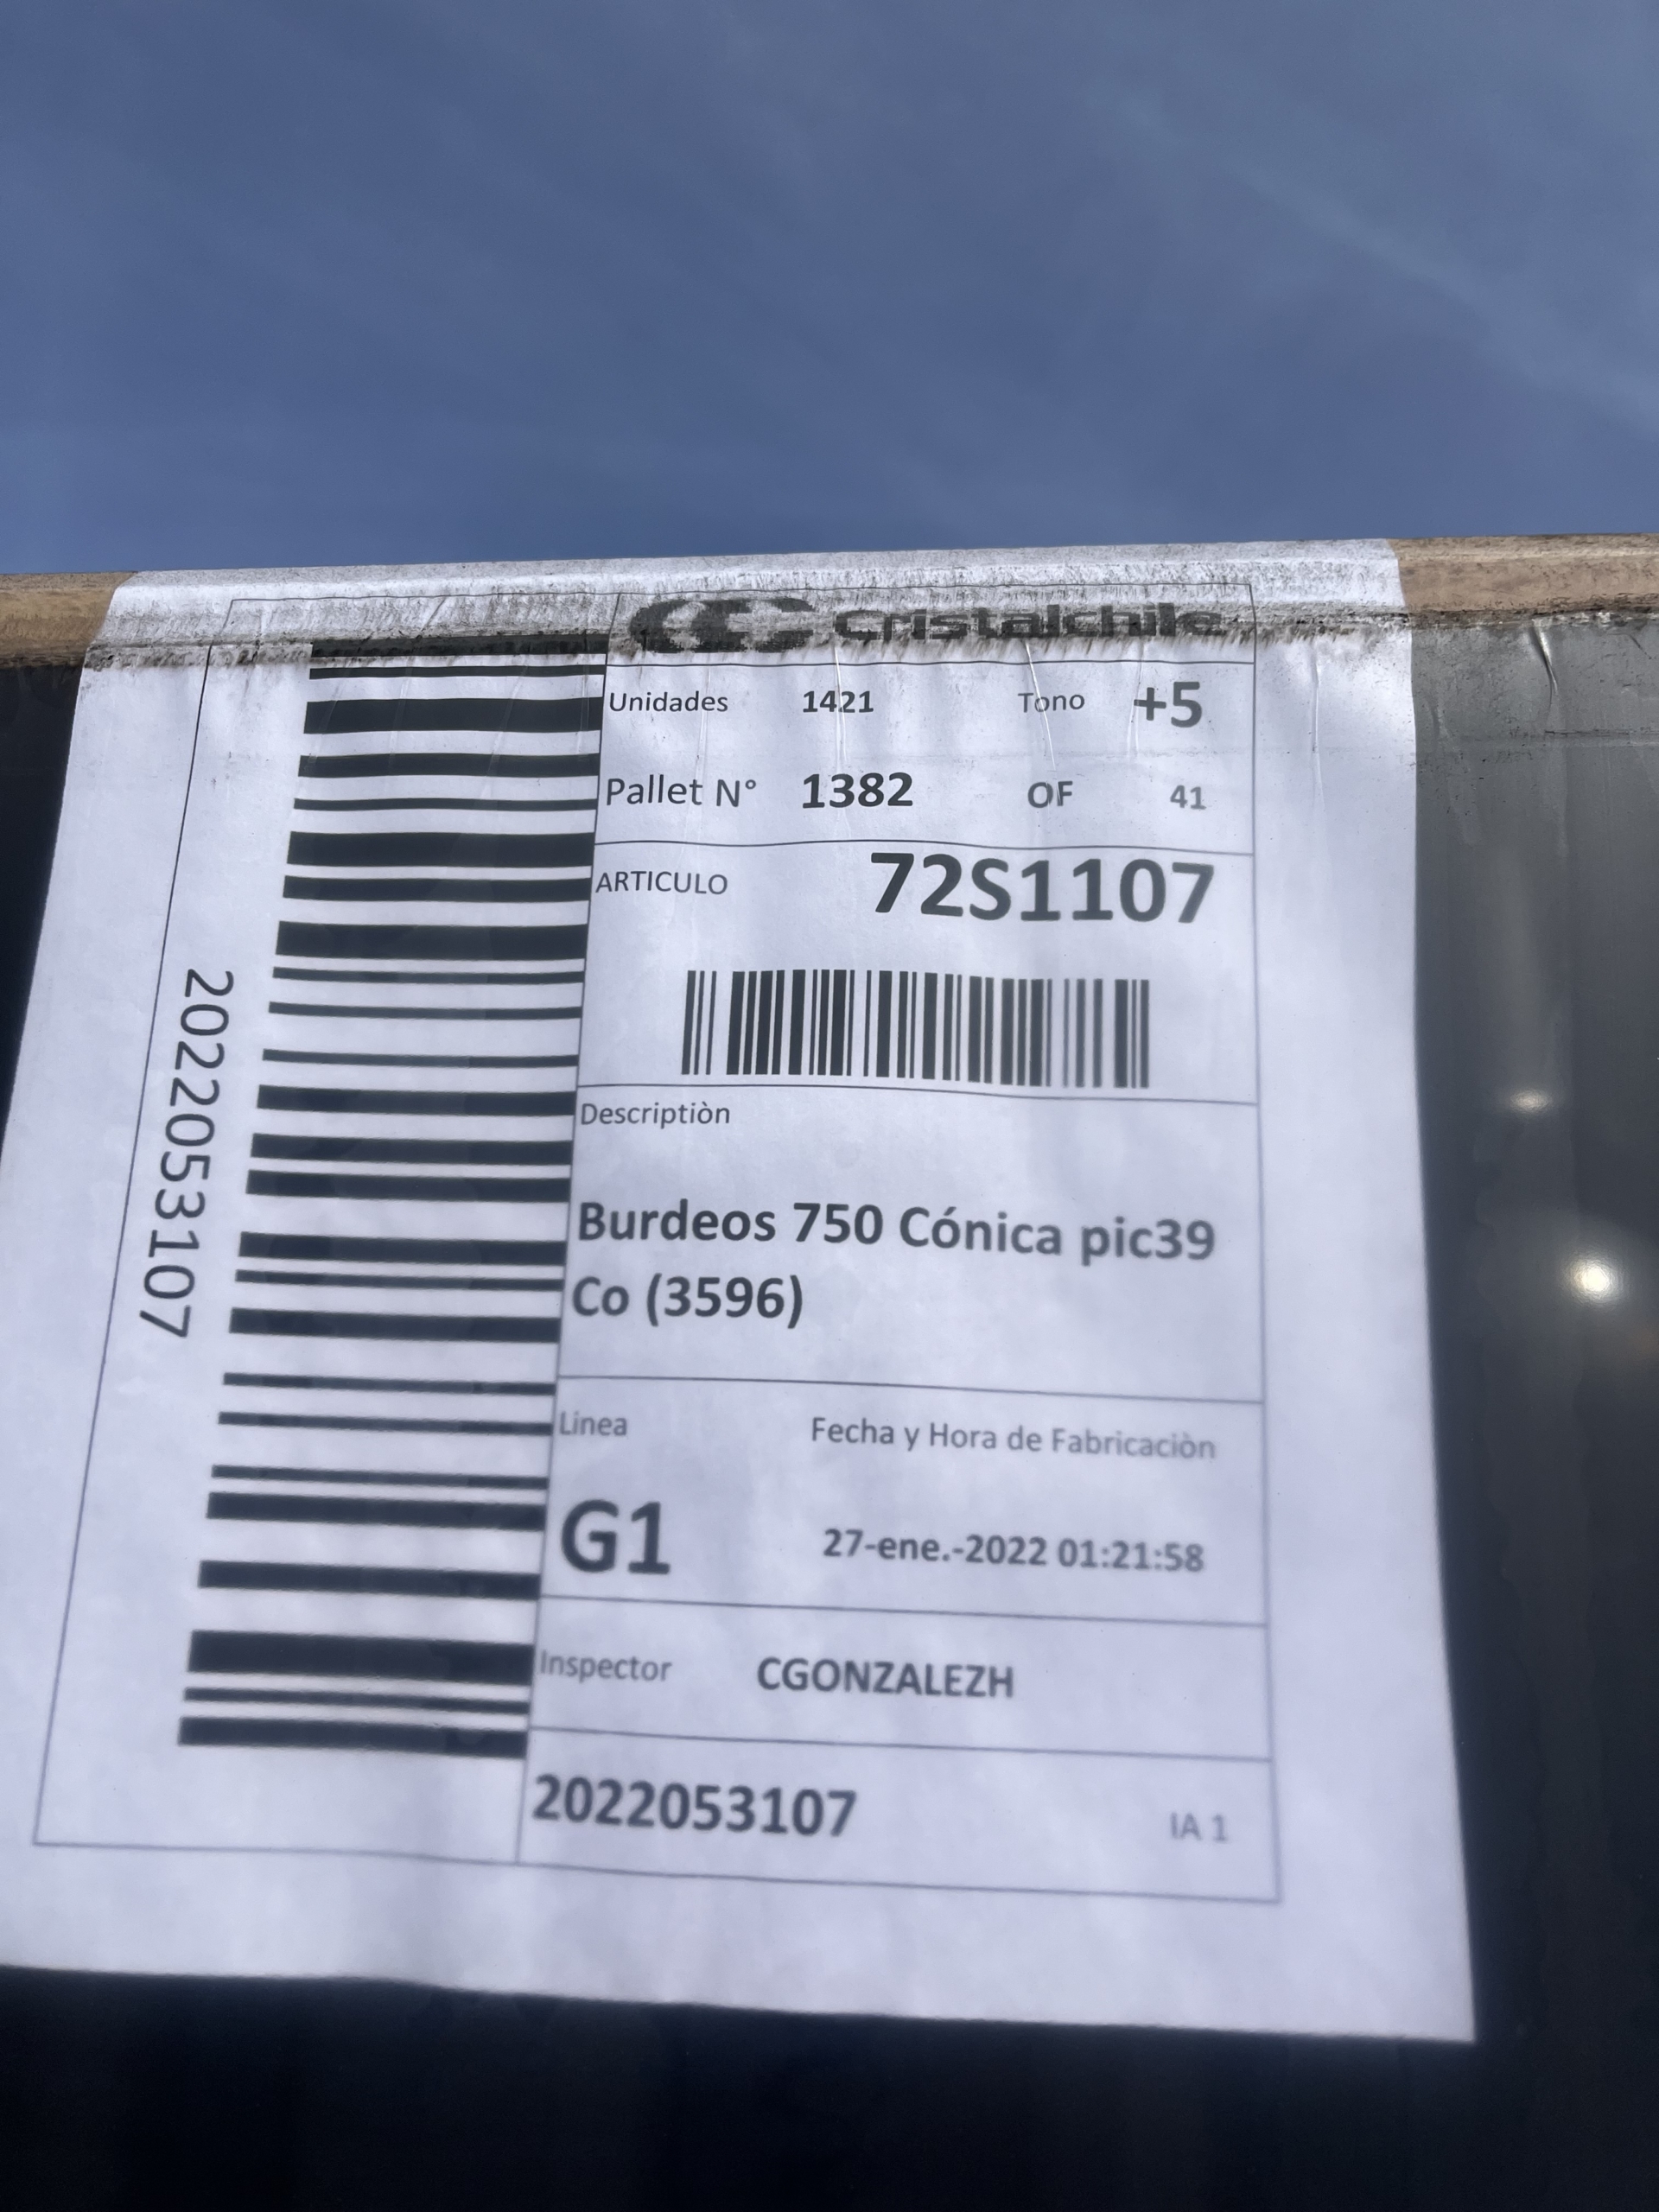 Cristalchile
Unidades 1421 Tono +5
Pallet N° 1382 OF 41
ARTICULO 72S1107
Descriptiòn
Burdeos 750 Cónica pic39
Co (3596)
Linea Fecha y Hora de Fabricaciòn
G1 27-ene.-2022 01:21:58
Inspector CGONZALEZH
2022053107 IA 1
2022053107